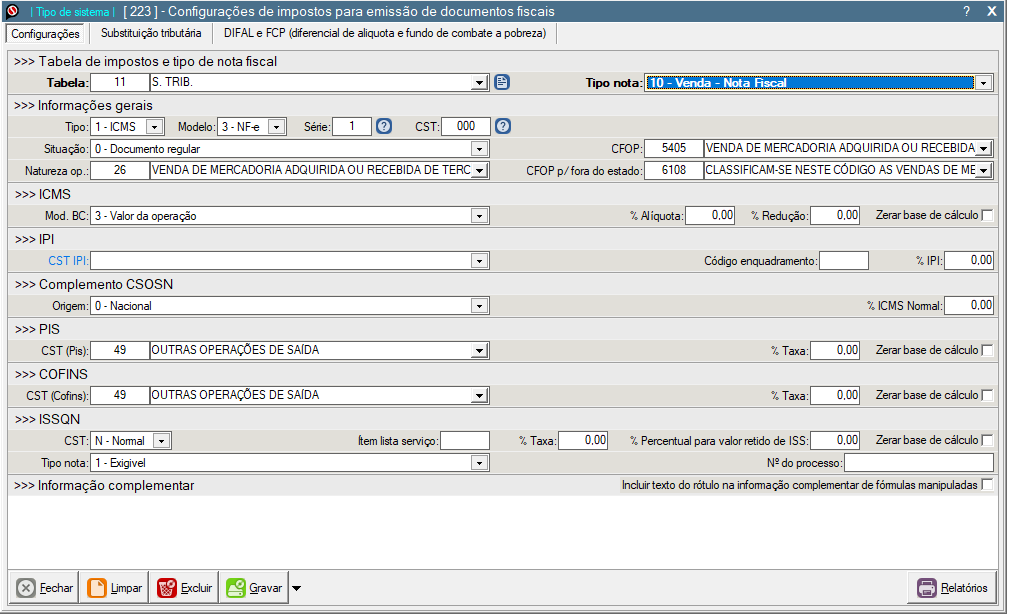 | Tipo de sistema | [ 223 ] - Configurações de impostos para emissão de documentos fiscais ? X
Configurações Substituição tributária DIFAL e FCP (diferencial de aliquota e fundo de combate a pobreza)
>>> Tabela de impostos e tipo de nota fiscal
Tabela: 11 S. TRIB. Tipo nota: 10 - Venda - Nota Fiscal
>>> Informações gerais
Tipo: 1 - ICMS Modelo: 3 - NF-e Série: 1 ? CST: 000 ?
Situação: 0 - Documento regular CFOP: 5405 VENDA DE MERCADORIA ADQUIRIDA OU RECEBIDA
Natureza op.: 26 VENDA DE MERCADORIA ADQUIRIDA OU RECEBIDA DE TERC CFOP p/ fora do estado: 6108 CLASSIFICAM-SE NESTE CÓDIGO AS VENDAS DE ME
>>> ICMS
Mod. BC: 3 - Valor da operação % Alíquota: 0,00 % Redução: 0,00 Zerar base de cálculo
>>> IPI
CST IPI: Código enquadramento: % IPI: 0,00
>>> Complemento CSOSN
Origem: 0 - Nacional % ICMS Normal: 0,00
>>> PIS
CST (Pis): 49 OUTRAS OPERAÇÕES DE SAÍDA % Taxa: 0,00 Zerar base de cálculo
>>> COFINS
CST (Cofins): 49 OUTRAS OPERAÇÕES DE SAÍDA % Taxa: 0,00 Zerar base de cálculo
>>> ISSQN
CST: N - Normal Ítem lista serviço: % Taxa: 0,00 % Percentual para valor retido de ISS: 0,00 Zerar base de cálculo
Tipo nota: 1 - Exigivel Nº do processo:
>>> Informação complementar Incluir texto do rótulo na informação complementar de fórmulas manipuladas
Fechar Limpar Excluir Gravar Relatórios